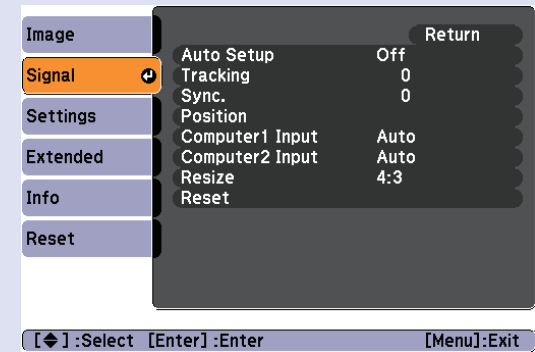 Image
Signal
Settings
Extended
Info
Reset
Return
Auto Setup Off
Tracking 0
Sync. 0
Position
Computer1 Input Auto
Computer2 Input Auto
Resize 4:3
Reset
[◆] :Select [Enter] :Enter [Menu]:Exit